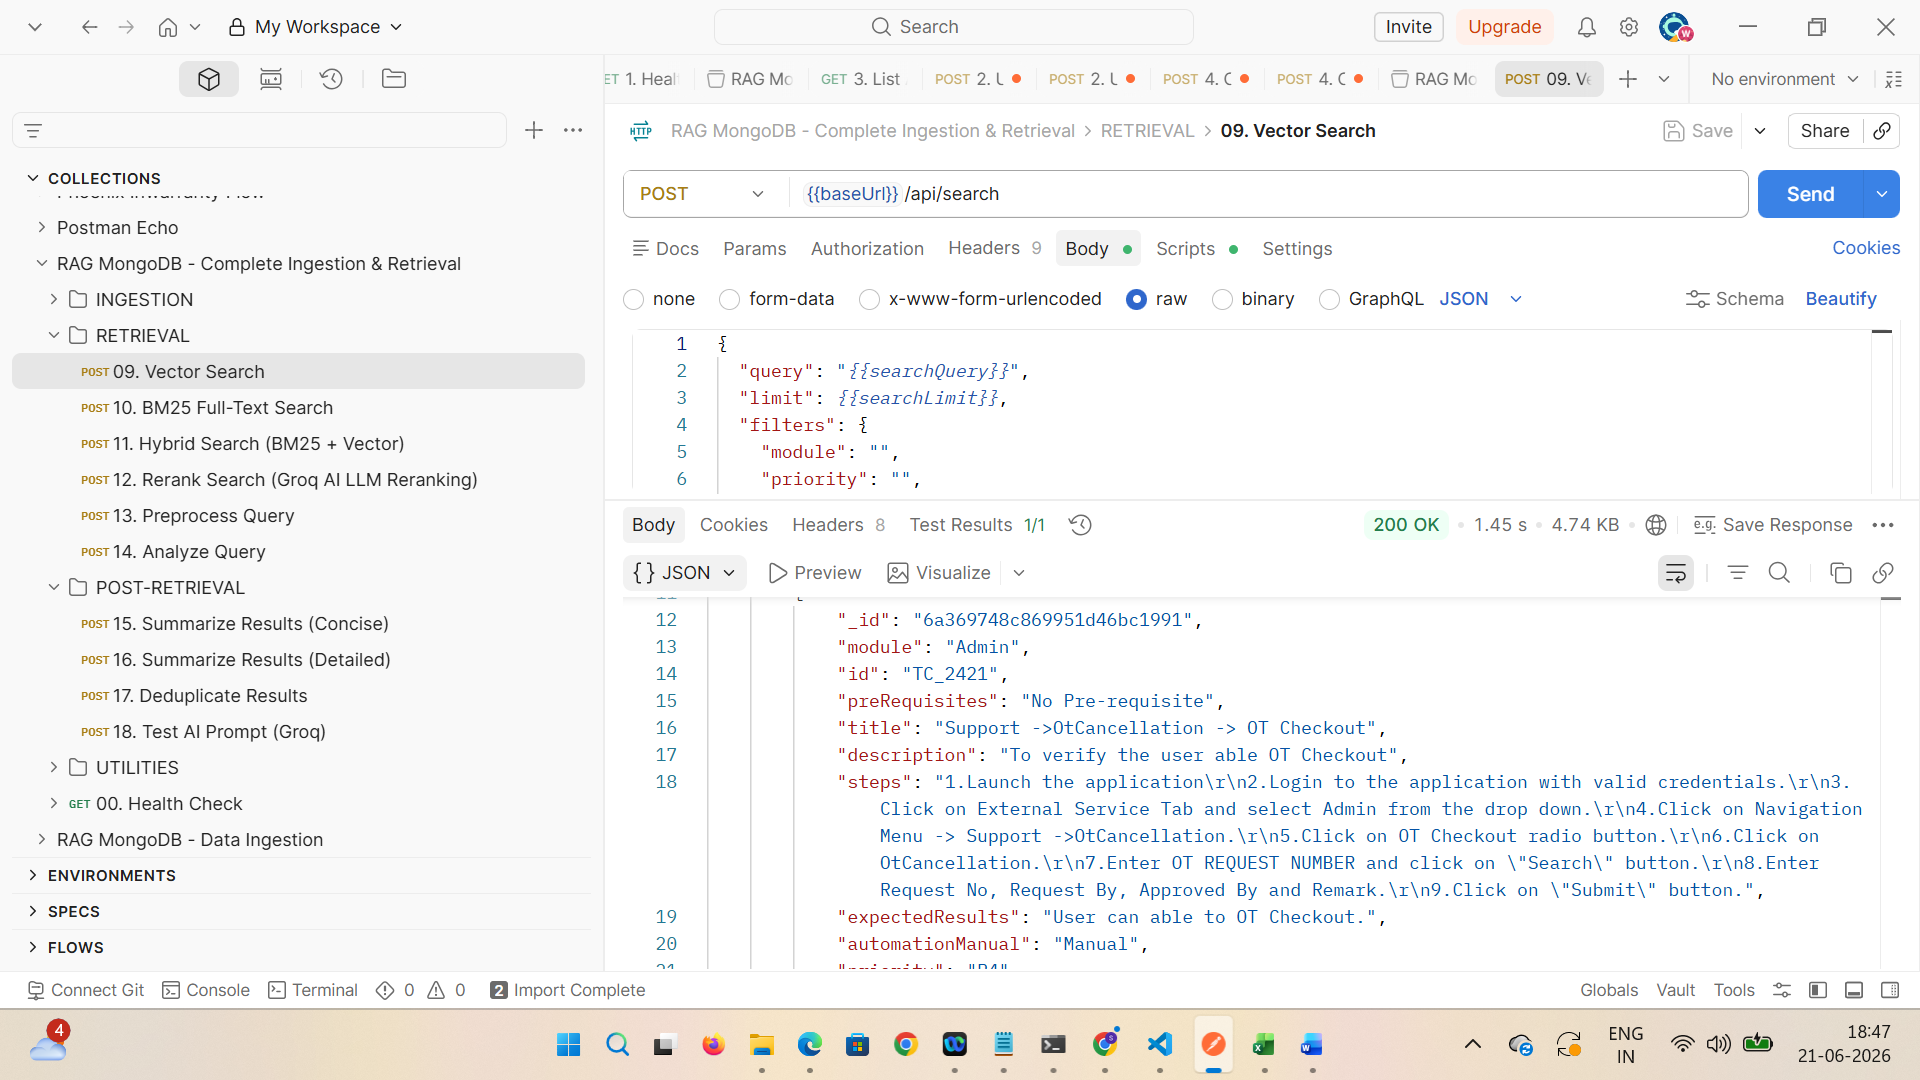 My Workspace
Search
Invite
Upgrade
W
1. Heal
RAG Mo
GET 3. List
POST 2. U
POST 2. U
POST 4. C
POST 4. C
RAG Mo
POST 09. Ve
No environment
HTTP
RAG MongoDB - Complete Ingestion & Retrieval > RETRIEVAL > 09. Vector Search
Save
Share
COLLECTIONS
Postman Echo
RAG MongoDB - Complete Ingestion & Retrieval
INGESTION
RETRIEVAL
POST 09. Vector Search
POST 10. BM25 Full-Text Search
POST 11. Hybrid Search (BM25 + Vector)
POST 12. Rerank Search (Groq AI LLM Reranking)
POST 13. Preprocess Query
POST 14. Analyze Query
POST-RETRIEVAL
POST 15. Summarize Results (Concise)
POST 16. Summarize Results (Detailed)
POST 17. Deduplicate Results
POST 18. Test AI Prompt (Groq)
UTILITIES
GET 00. Health Check
RAG MongoDB - Data Ingestion
ENVIRONMENTS
SPECS
FLOWS
POST
{{baseUrl}} /api/search
Send
Docs
Params
Authorization
Headers 9
Body
Scripts
Settings
Cookies
none
form-data
x-www-form-urlencoded
raw
binary
GraphQL
JSON
Schema
Beautify
1 {
2 "query": "{{searchQuery}}",
3 "limit": {{searchLimit}},
4 "filters": {
5 "module": "",
6 "priority": "",
Body
Cookies
Headers 8
Test Results 1/1
200 OK
1.45 s
4.74 KB
e.g. Save Response
{} JSON
Preview
Visualize
12 "_id": "6a369748c869951d46bc1991",
13 "module": "Admin",
14 "id": "TC_2421",
15 "preRequisites": "No Pre-requisite",
16 "title": "Support ->OtCancellation -> OT Checkout",
17 "description": "To verify the user able OT Checkout",
18 "steps": "1.Launch the application\r\n2.Login to the application with valid credentials.\r\n3.
Click on External Service Tab and select Admin from the drop down.\r\n4.Click on Navigation
Menu -> Support ->OtCancellation.\r\n5.Click on OT Checkout radio button.\r\n6.Click on
OtCancellation.\r\n7.Enter OT REQUEST NUMBER and click on \"Search\" button.\r\n8.Enter
Request No, Request By, Approved By and Remark.\r\n9.Click on \"Submit\" button.",
19 "expectedResults": "User can able to OT Checkout.",
20 "automationManual": "Manual",
Connect Git
Console
Terminal
0
0
2 Import Complete
Globals
Vault
Tools
4
ENG
IN
18:47
21-06-2026